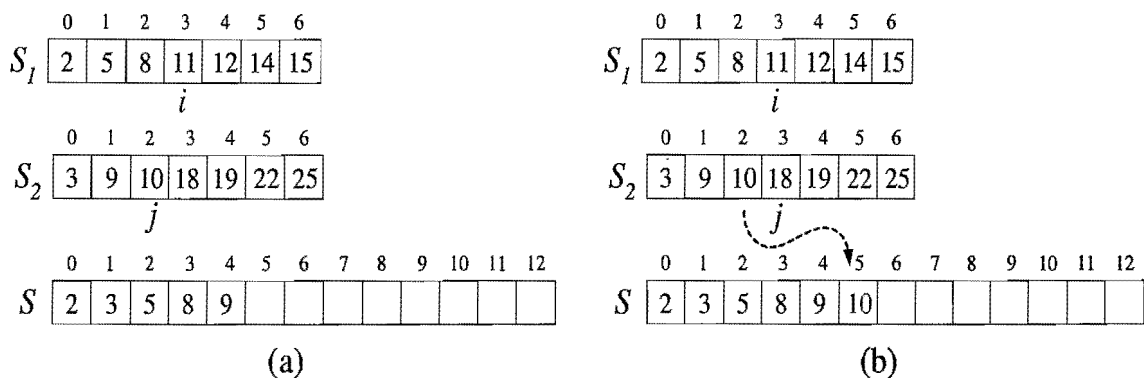 0 1 2 3 4 5 6 0 1 2 3 4 5 6
S1 2 5 8 11 12 14 15 S1 2 5 8 11 12 14 15
i i
0 1 2 3 4 5 6 0 1 2 3 4 5 6
S2 3 9 10 18 19 22 25 S2 3 9 10 18 19 22 25
j j
0 1 2 3 4 5 6 7 8 9 10 11 12 0 1 2 3 4 5 6 7 8 9 10 11 12
S 2 3 5 8 9 S 2 3 5 8 9 10
(a) (b)